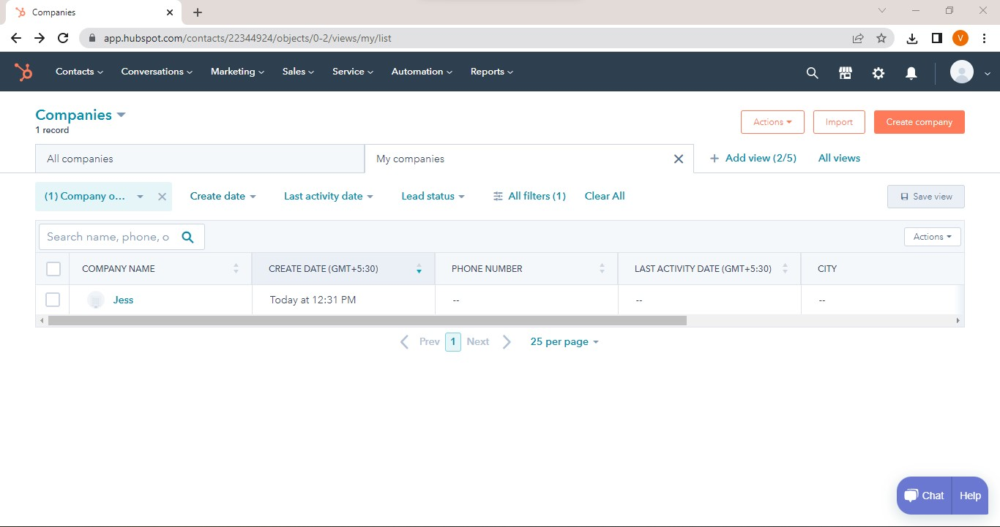 Companies
app.hubspot.com/contacts/22344924/objects/0-2/views/my/list
V
Contacts Conversations Marketing Sales Service Automation Reports
Companies
1 record
Actions Import Create company
All companies My companies + Add view (2/5) All views
(1) Company o... Create date Last activity date Lead status All filters (1) Clear All Save view
Search name, phone, o Actions
COMPANY NAME CREATE DATE (GMT+5:30) PHONE NUMBER LAST ACTIVITY DATE (GMT+5:30) CITY
Jess Today at 12:31 PM -- -- --
Prev 1 Next 25 per page
Chat Help